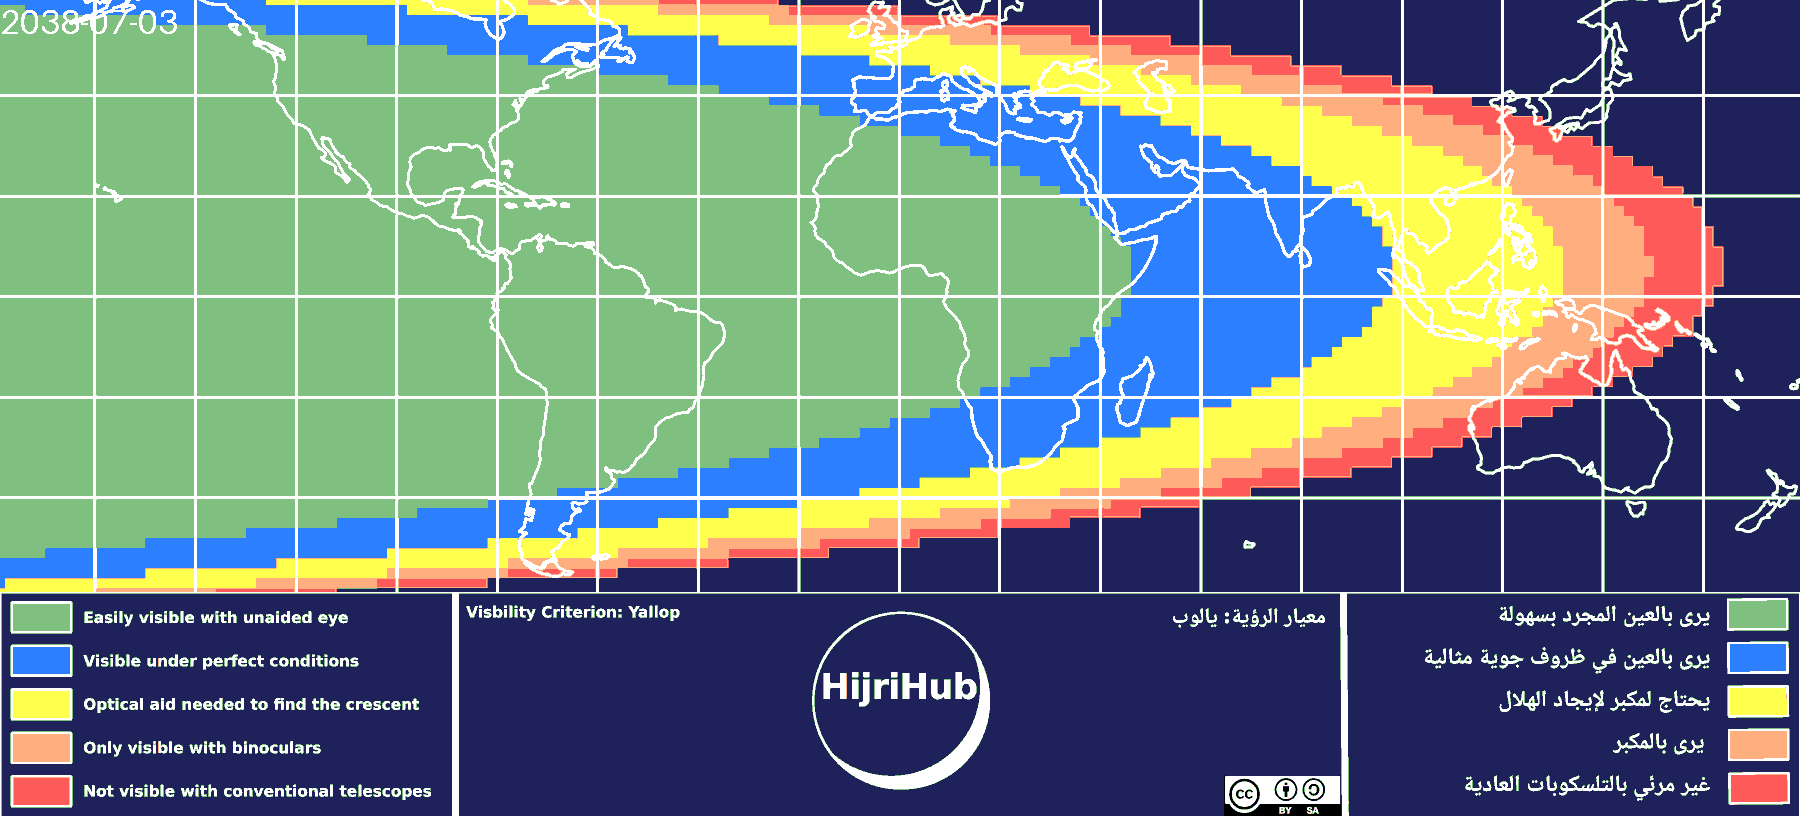 2038-07-03
Easily visible with unaided eye
Visible under perfect conditions
Optical aid needed to find the crescent
Only visible with binoculars
Not visible with conventional telescopes
Visbility Criterion: Yallop
معيار الرؤية: يالوب
HijriHub
cc
BY SA
يرى بالعين المجرد بسهولة
يرى بالعين في ظروف جوية مثالية
يحتاج لمكبر لإيجاد الهلال
يرى بالمكبر
غير مرئي بالتلسكوبات العادية